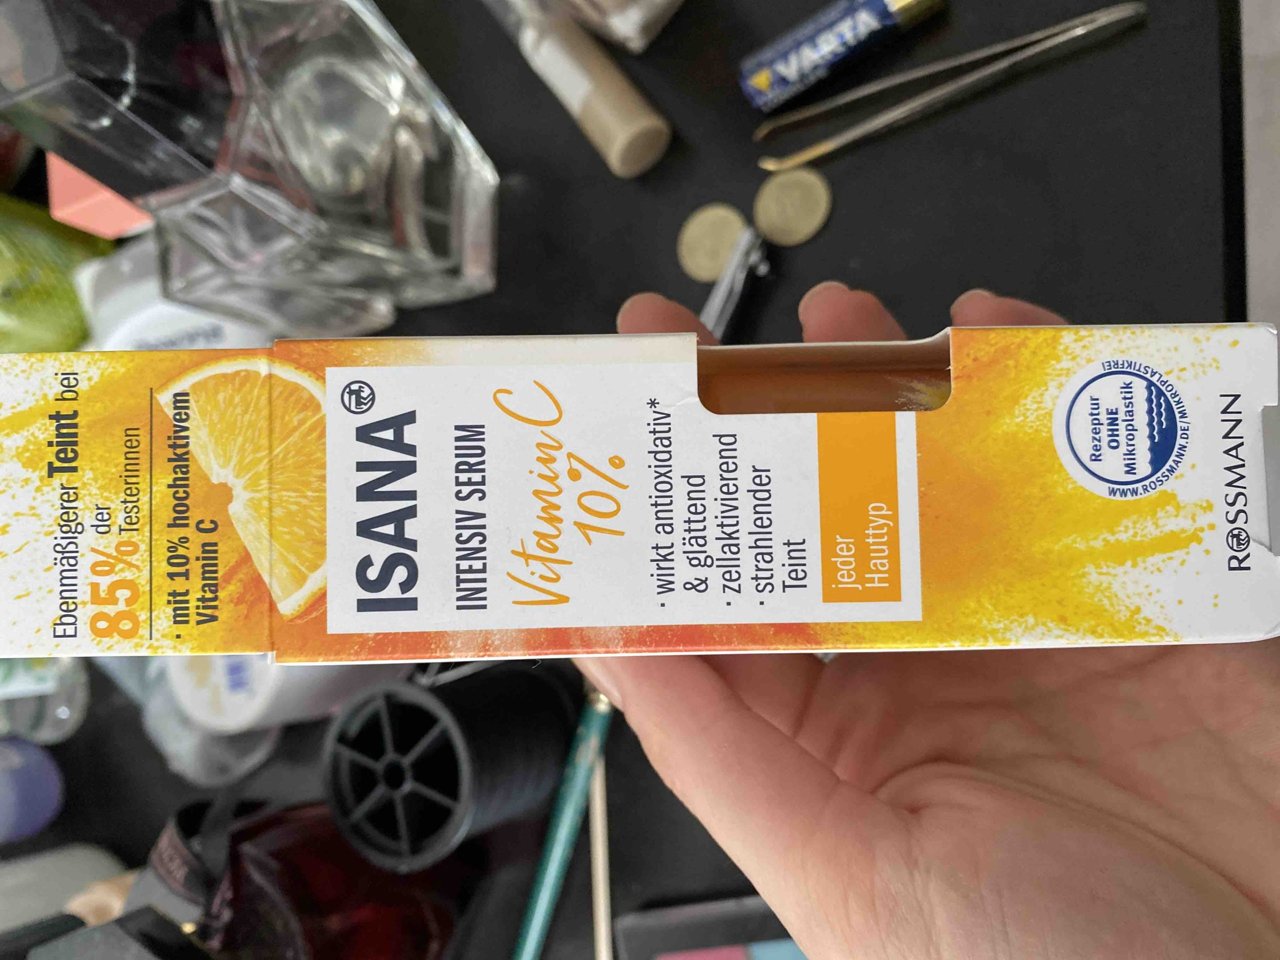 Ebenmäßigerer Teint bei
85% der
Testerinnen
· mit 10% hochaktivem
Vitamin C
ISANA
INTENSIV SERUM
Vitamin C
10%
· wirkt antioxidativ*
& glättend
· zellaktivierend
· strahlender
Teint
jeder
Hauttyp
Rezeptur
OHNE
Mikroplastik
WWW.ROSSMANN.DE/MIKROPLASTIKFREI
ROSSMANN
VARTA